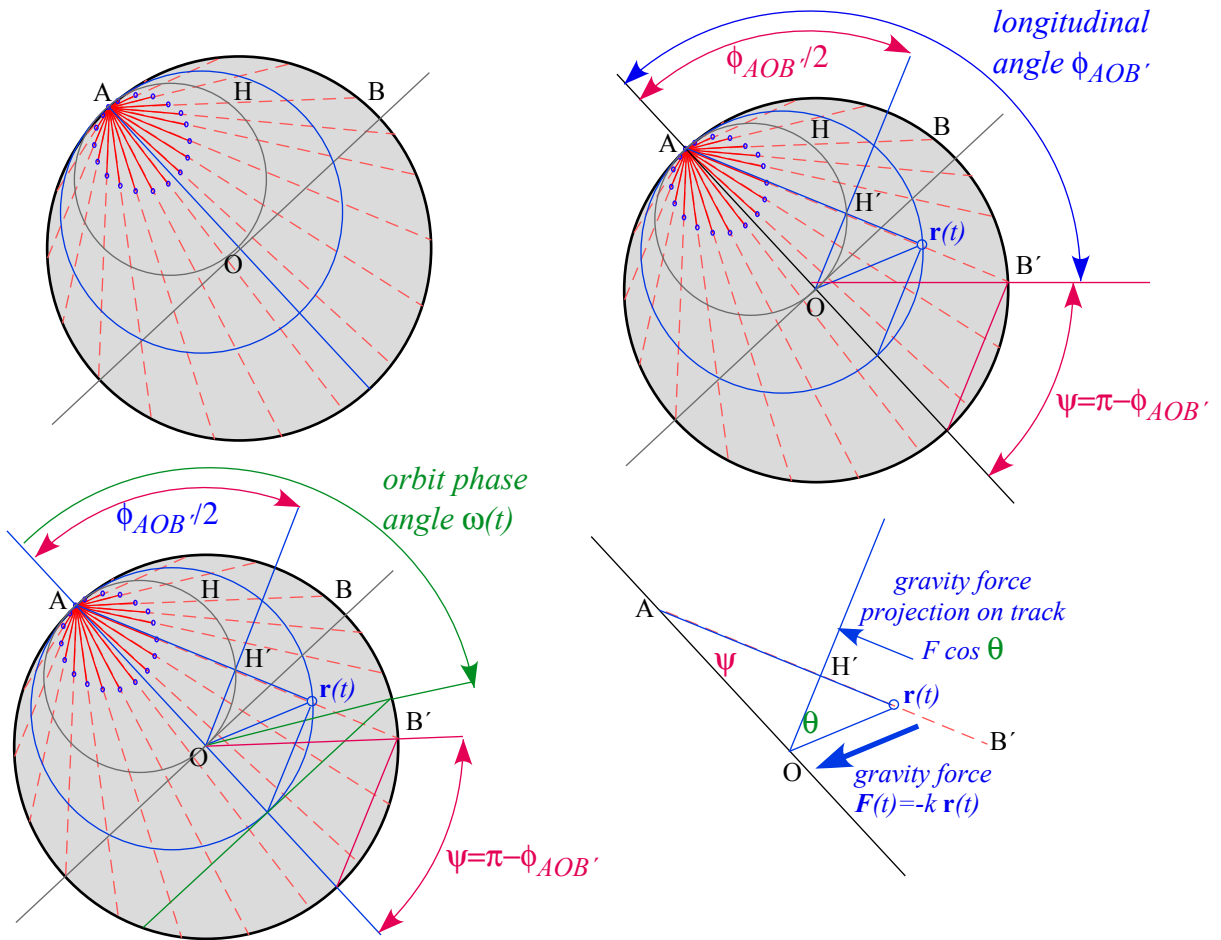 A
H
B
O
longitudinal
angle ϕAOB′
ϕAOB′/2
A
H
B
H′
r(t)
B′
O
ψ=π−ϕAOB′
orbit phase
angle ω(t)
ϕAOB′/2
A
H
B
H′
r(t)
B′
O
ψ=π−ϕAOB′
gravity force
projection on track
F cos θ
A
ψ
H′
r(t)
θ
B′
O
gravity force
F(t)=-k r(t)